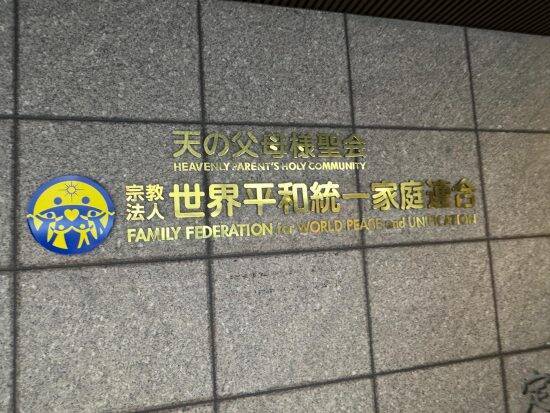 天の父母様聖会
HEAVENLY PARENT'S HOLY COMMUNITY
宗教法人 世界平和統一家庭連合
FAMILY FEDERATION for WORLD PEACE and UNIFICATION